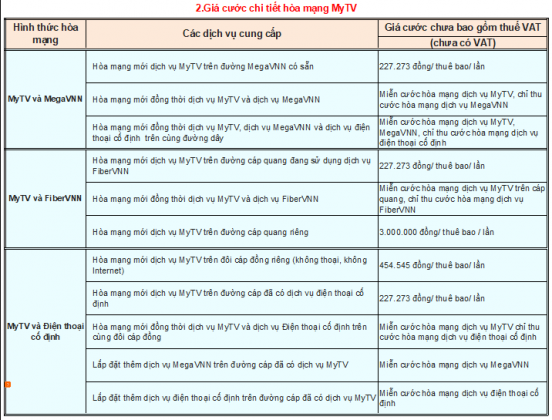 2.Giá cước chi tiết hòa mạng MyTV
Hình thức hòa
mạng
Các dịch vụ cung cấp
Giá cước chưa bao gồm thuế VAT
(chưa có VAT)
MyTV và MegaVNN
Hòa mạng mới dịch vụ MyTV trên đường MegaVNN có sẵn
227.273 đồng/ thuê bao/ lần
Hòa mạng mới đồng thời dịch vụ MyTV và dịch vụ MegaVNN
Miễn cước hòa mạng dịch vụ MyTV, chỉ thu
cước hòa mạng dịch vụ MegaVNN
Hòa mạng mới đồng thời dịch vụ MyTV, dịch vụ MegaVNN và dịch vụ điện
thoại cố định trên cùng đường dây
Miễn cước hòa mạng dịch vụ MyTV,
MegaVNN, chỉ thu cước hòa mạng dịch vụ
điện thoại cố định
MyTV và FiberVNN
Hòa mạng mới dịch vụ MyTV trên đường cáp quang đang sử dụng dịch vụ
FiberVNN
227.273 đồng/ thuê bao/ lần
Hòa mạng mới đồng thời dịch vụ MyTV và dịch vụ FiberVNN
Miễn cước hòa mạng dịch vụ MyTV trên cáp
quang, chỉ thu cước hòa mạng dịch vụ
FiberVNN
Hòa mạng mới dịch vụ MyTV trên đường cáp quang riêng
3.000.000 đồng/ thuê bao / lần
MyTV và Điện thoại
cố định
Hòa mạng mới dịch vụ MyTV trên đôi cáp đồng riêng (không thoại, không
Internet)
454.545 đồng/ thuê bao/ lần
Hòa mạng mới dịch vụ MyTV trên đường cáp đã có dịch vụ điện thoại cố
định
227.273 đồng/ thuê bao/ lần
Hòa mạng mới đồng thời dịch vụ MyTV và dịch vụ Điện thoại cố định trên
cùng đôi cáp đồng
Miễn cước hòa mạng dịch vụ MyTV chỉ thu
cước hòa mạng dịch vụ điện thoại cố định
Lắp đặt thêm dịch vụ MegaVNN trên đường cáp đã có dịch vụ MyTV
Miễn cước hòa mạng dịch vụ MegaVNN
Lắp đặt thêm dịch vụ điện thoại cố định trên đường cáp đã có dịch vụ MyTV
Miễn cước hòa mạng dịch vụ điện thoại cố
định